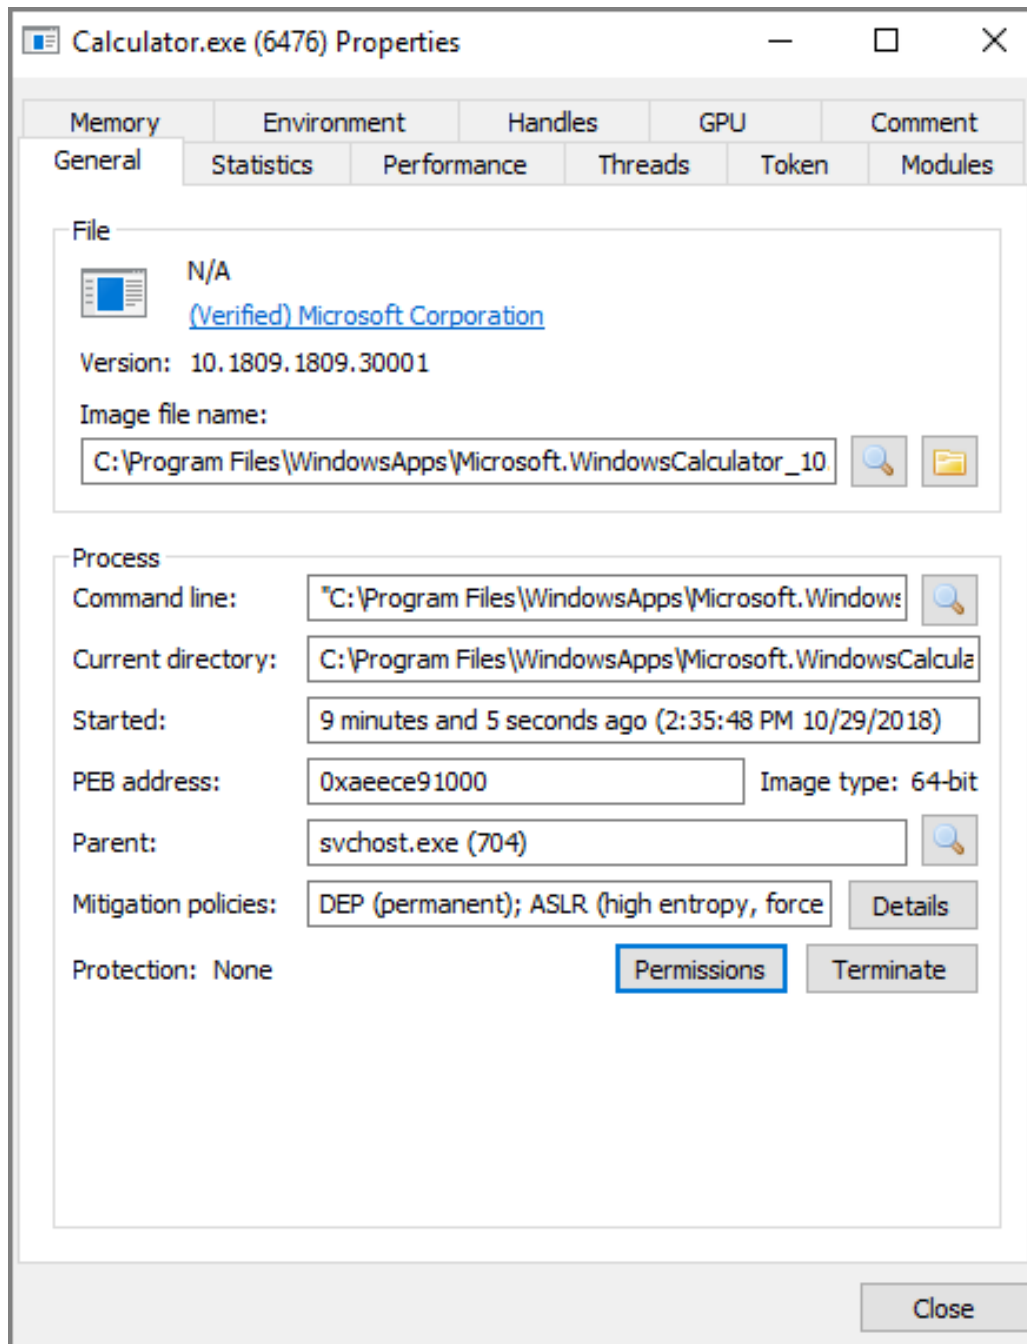 Calculator.exe (6476) Properties
Memory Environment Handles GPU Comment
General Statistics Performance Threads Token Modules
File
N/A
(Verified) Microsoft Corporation
Version: 10.1809.1809.30001
Image file name:
C:\Program Files\WindowsApps\Microsoft.WindowsCalculator_10.
Process
Command line: "C:\Program Files\WindowsApps\Microsoft.Windows
Current directory: C:\Program Files\WindowsApps\Microsoft.WindowsCalcula
Started: 9 minutes and 5 seconds ago (2:35:48 PM 10/29/2018)
PEB address: 0xaeece91000 Image type: 64-bit
Parent: svchost.exe (704)
Mitigation policies: DEP (permanent); ASLR (high entropy, force Details
Protection: None Permissions Terminate
Close